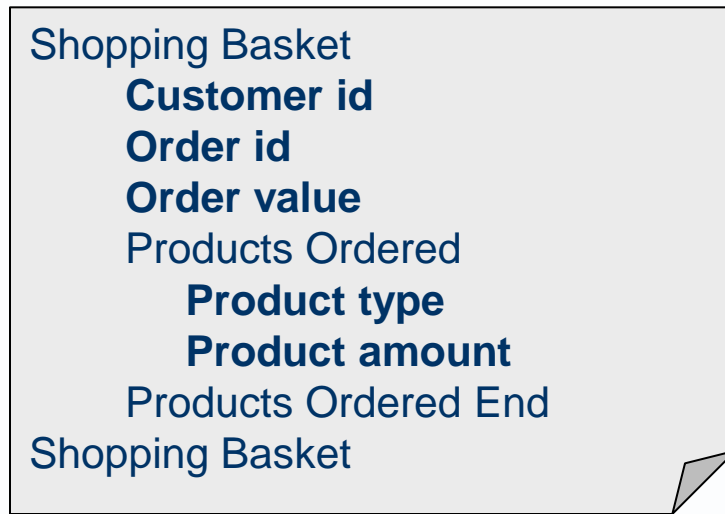 Shopping Basket
Customer id
Order id
Order value
Products Ordered
Product type
Product amount
Products Ordered End
Shopping Basket